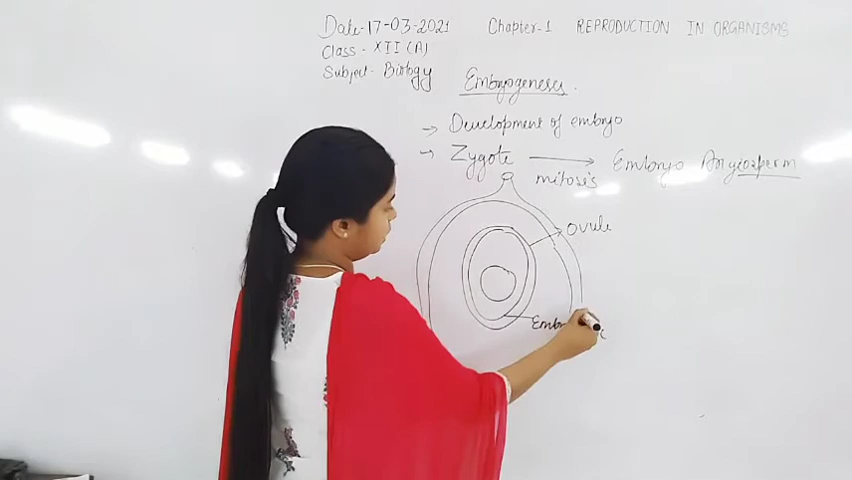 Date-17-03-2021 Chapter-1 REPRODUCTION IN ORGANISMS
Class - XII (A)
Subject - Biology
Embryogenesis.
→ Development of embryo
→ Zygote → Embryo Angiosperm
mitosis
Ovule